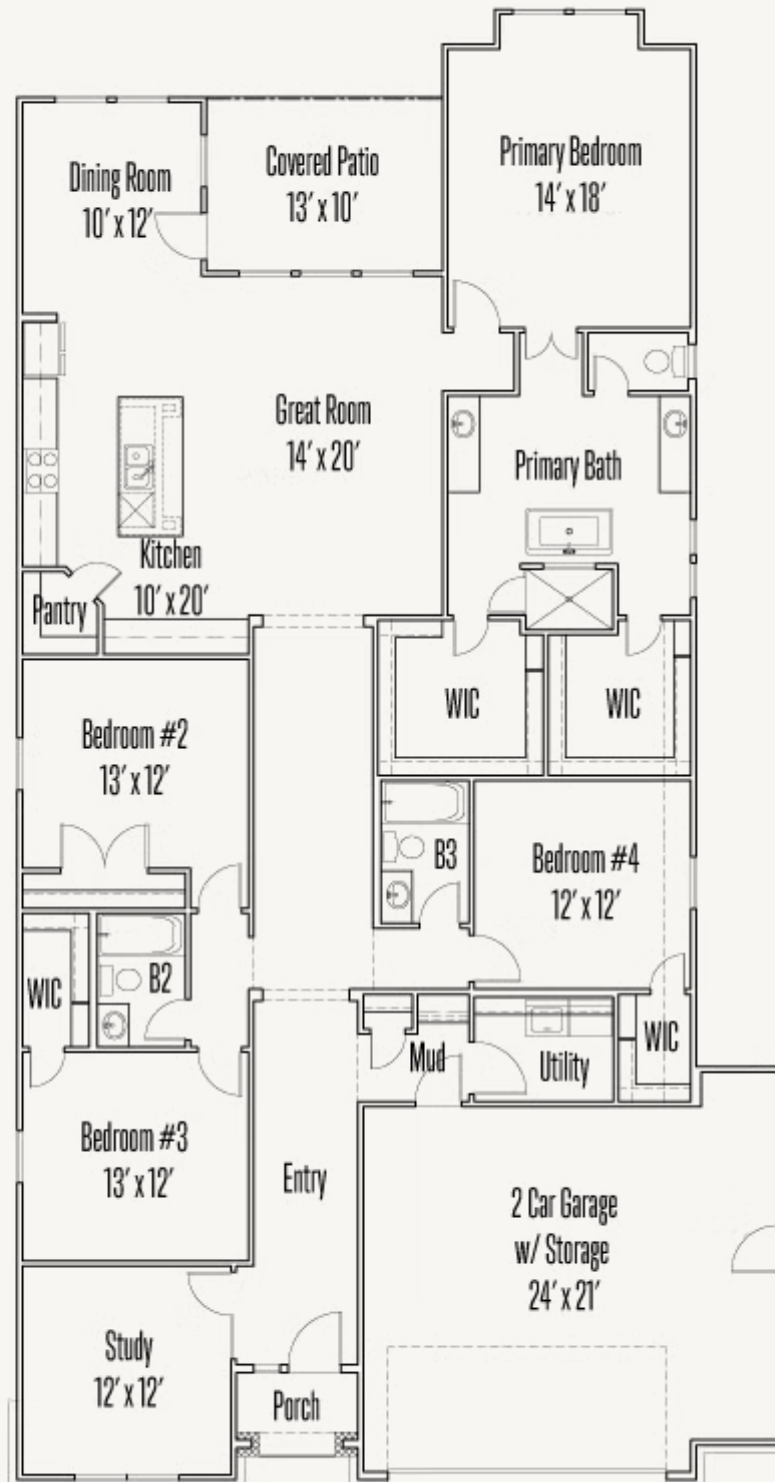 Primary Bedroom
14' x 18'
Covered Patio
13' x 10'
Dining Room
10' x 12'
Great Room
14' x 20'
Primary Bath
Kitchen
10' x 20'
Pantry
WIC
WIC
Bedroom #2
13' x 12'
B3
Bedroom #4
12' x 12'
WIC
B2
Mud
Utility
WIC
Bedroom #3
13' x 12'
Entry
2 Car Garage
w/ Storage
24' x 21'
Study
12' x 12'
Porch